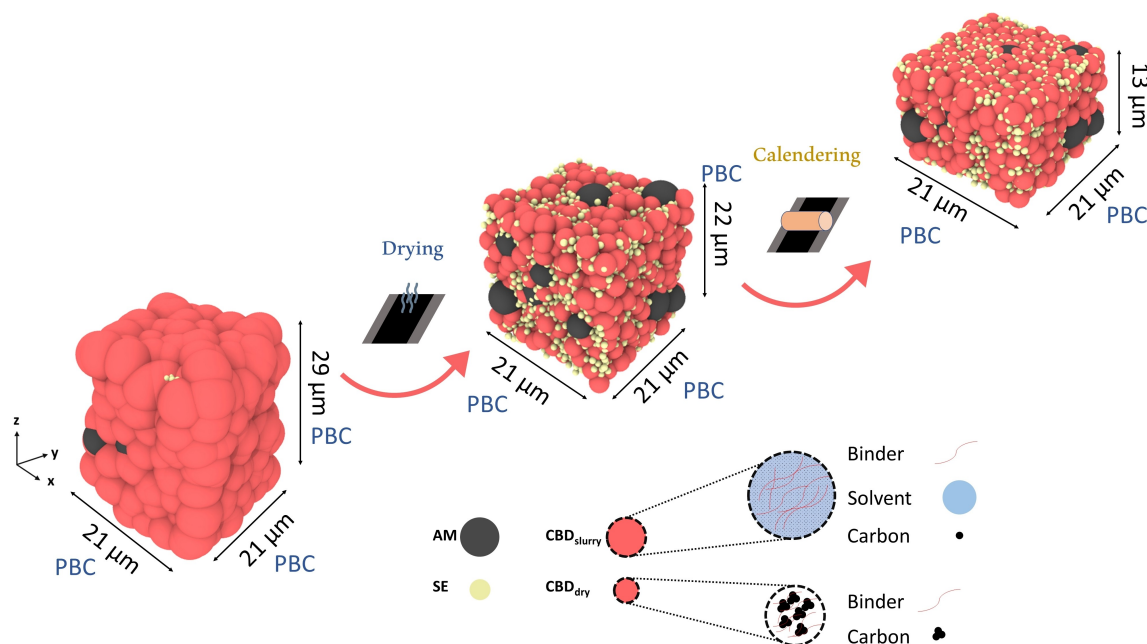 13 μm
Calendering
PBC
21 μm
21 μm
PBC
PBC
22 μm
Drying
21 μm
21 μm
PBC
PBC
29 μm
PBC
z
y
x
21 μm
21 μm
PBC
PBC
AM
SE
CBDslurry
CBDdry
Binder
Solvent
Carbon
Binder
Carbon